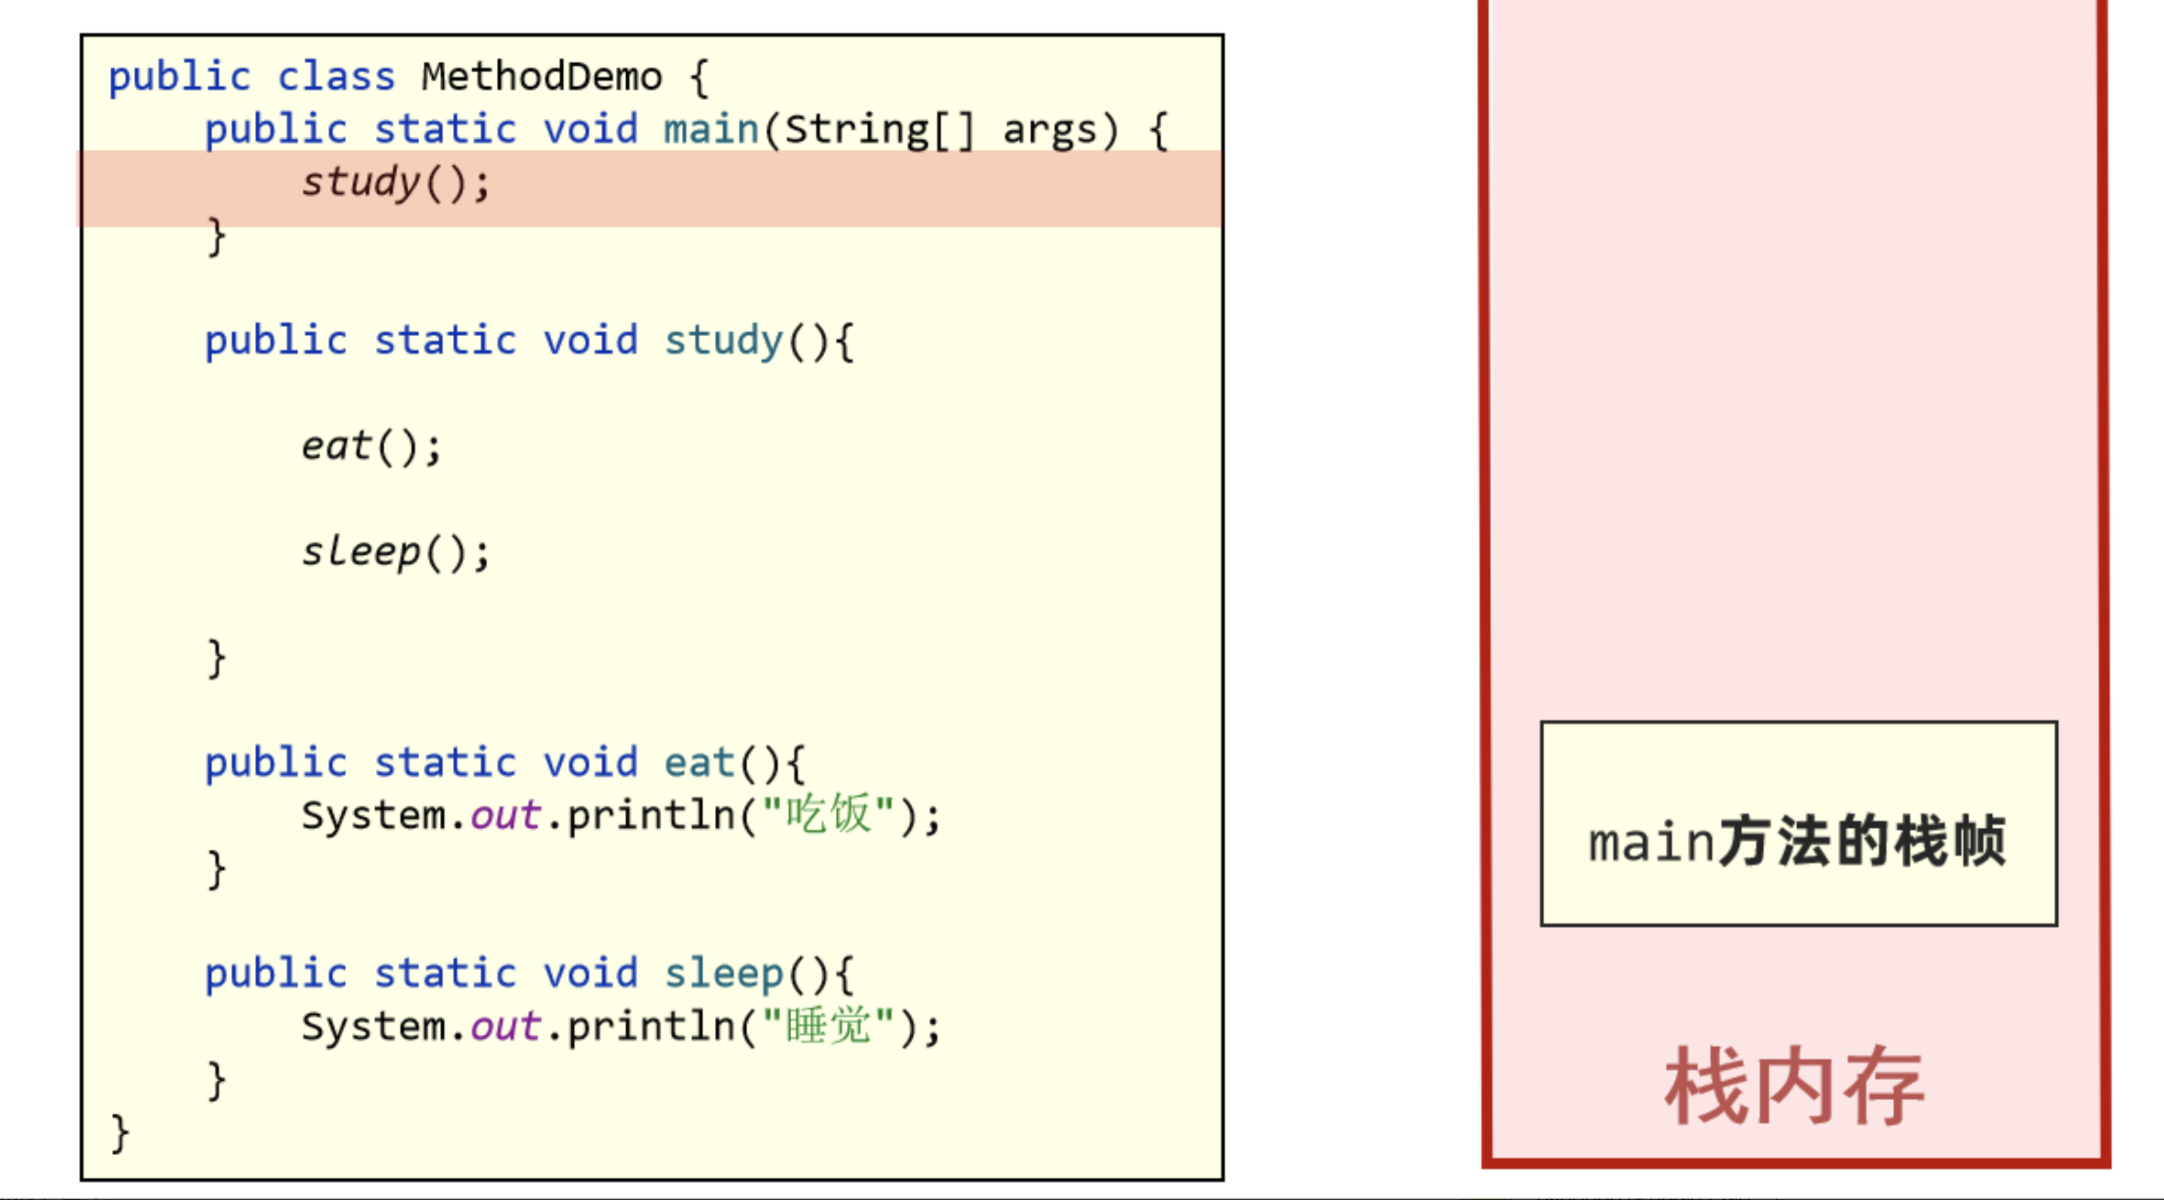 public class MethodDemo {
    public static void main(String[] args) {
        study();
    }
    public static void study(){
        eat();
        sleep();
    }
    public static void eat(){
        System.out.println("吃饭");
    }
    public static void sleep(){
        System.out.println("睡觉");
    }
}
main方法的栈帧
栈内存